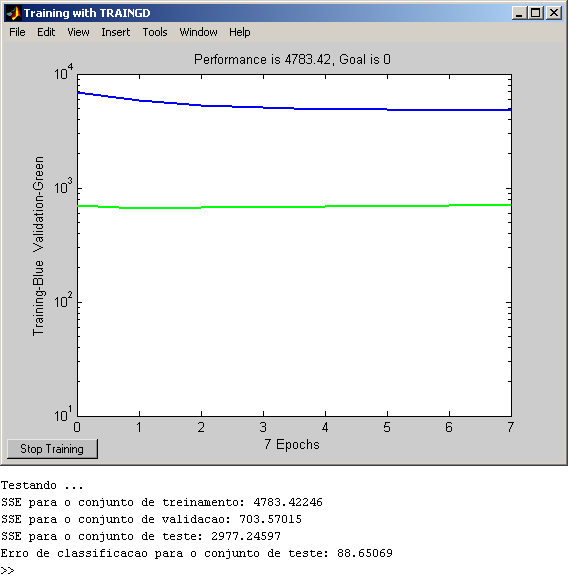 Training with TRAINGD
File Edit View Insert Tools Window Help
Performance is 4783.42, Goal is 0
Training-Blue Validation-Green
10^4
10^3
10^2
10^1
0 1 2 3 4 5 6 7
7 Epochs
Stop Training
Testando ...
SSE para o conjunto de treinamento: 4783.42246
SSE para o conjunto de validacao: 703.57015
SSE para o conjunto de teste: 2977.24597
Erro de classificacao para o conjunto de teste: 88.65069
>>